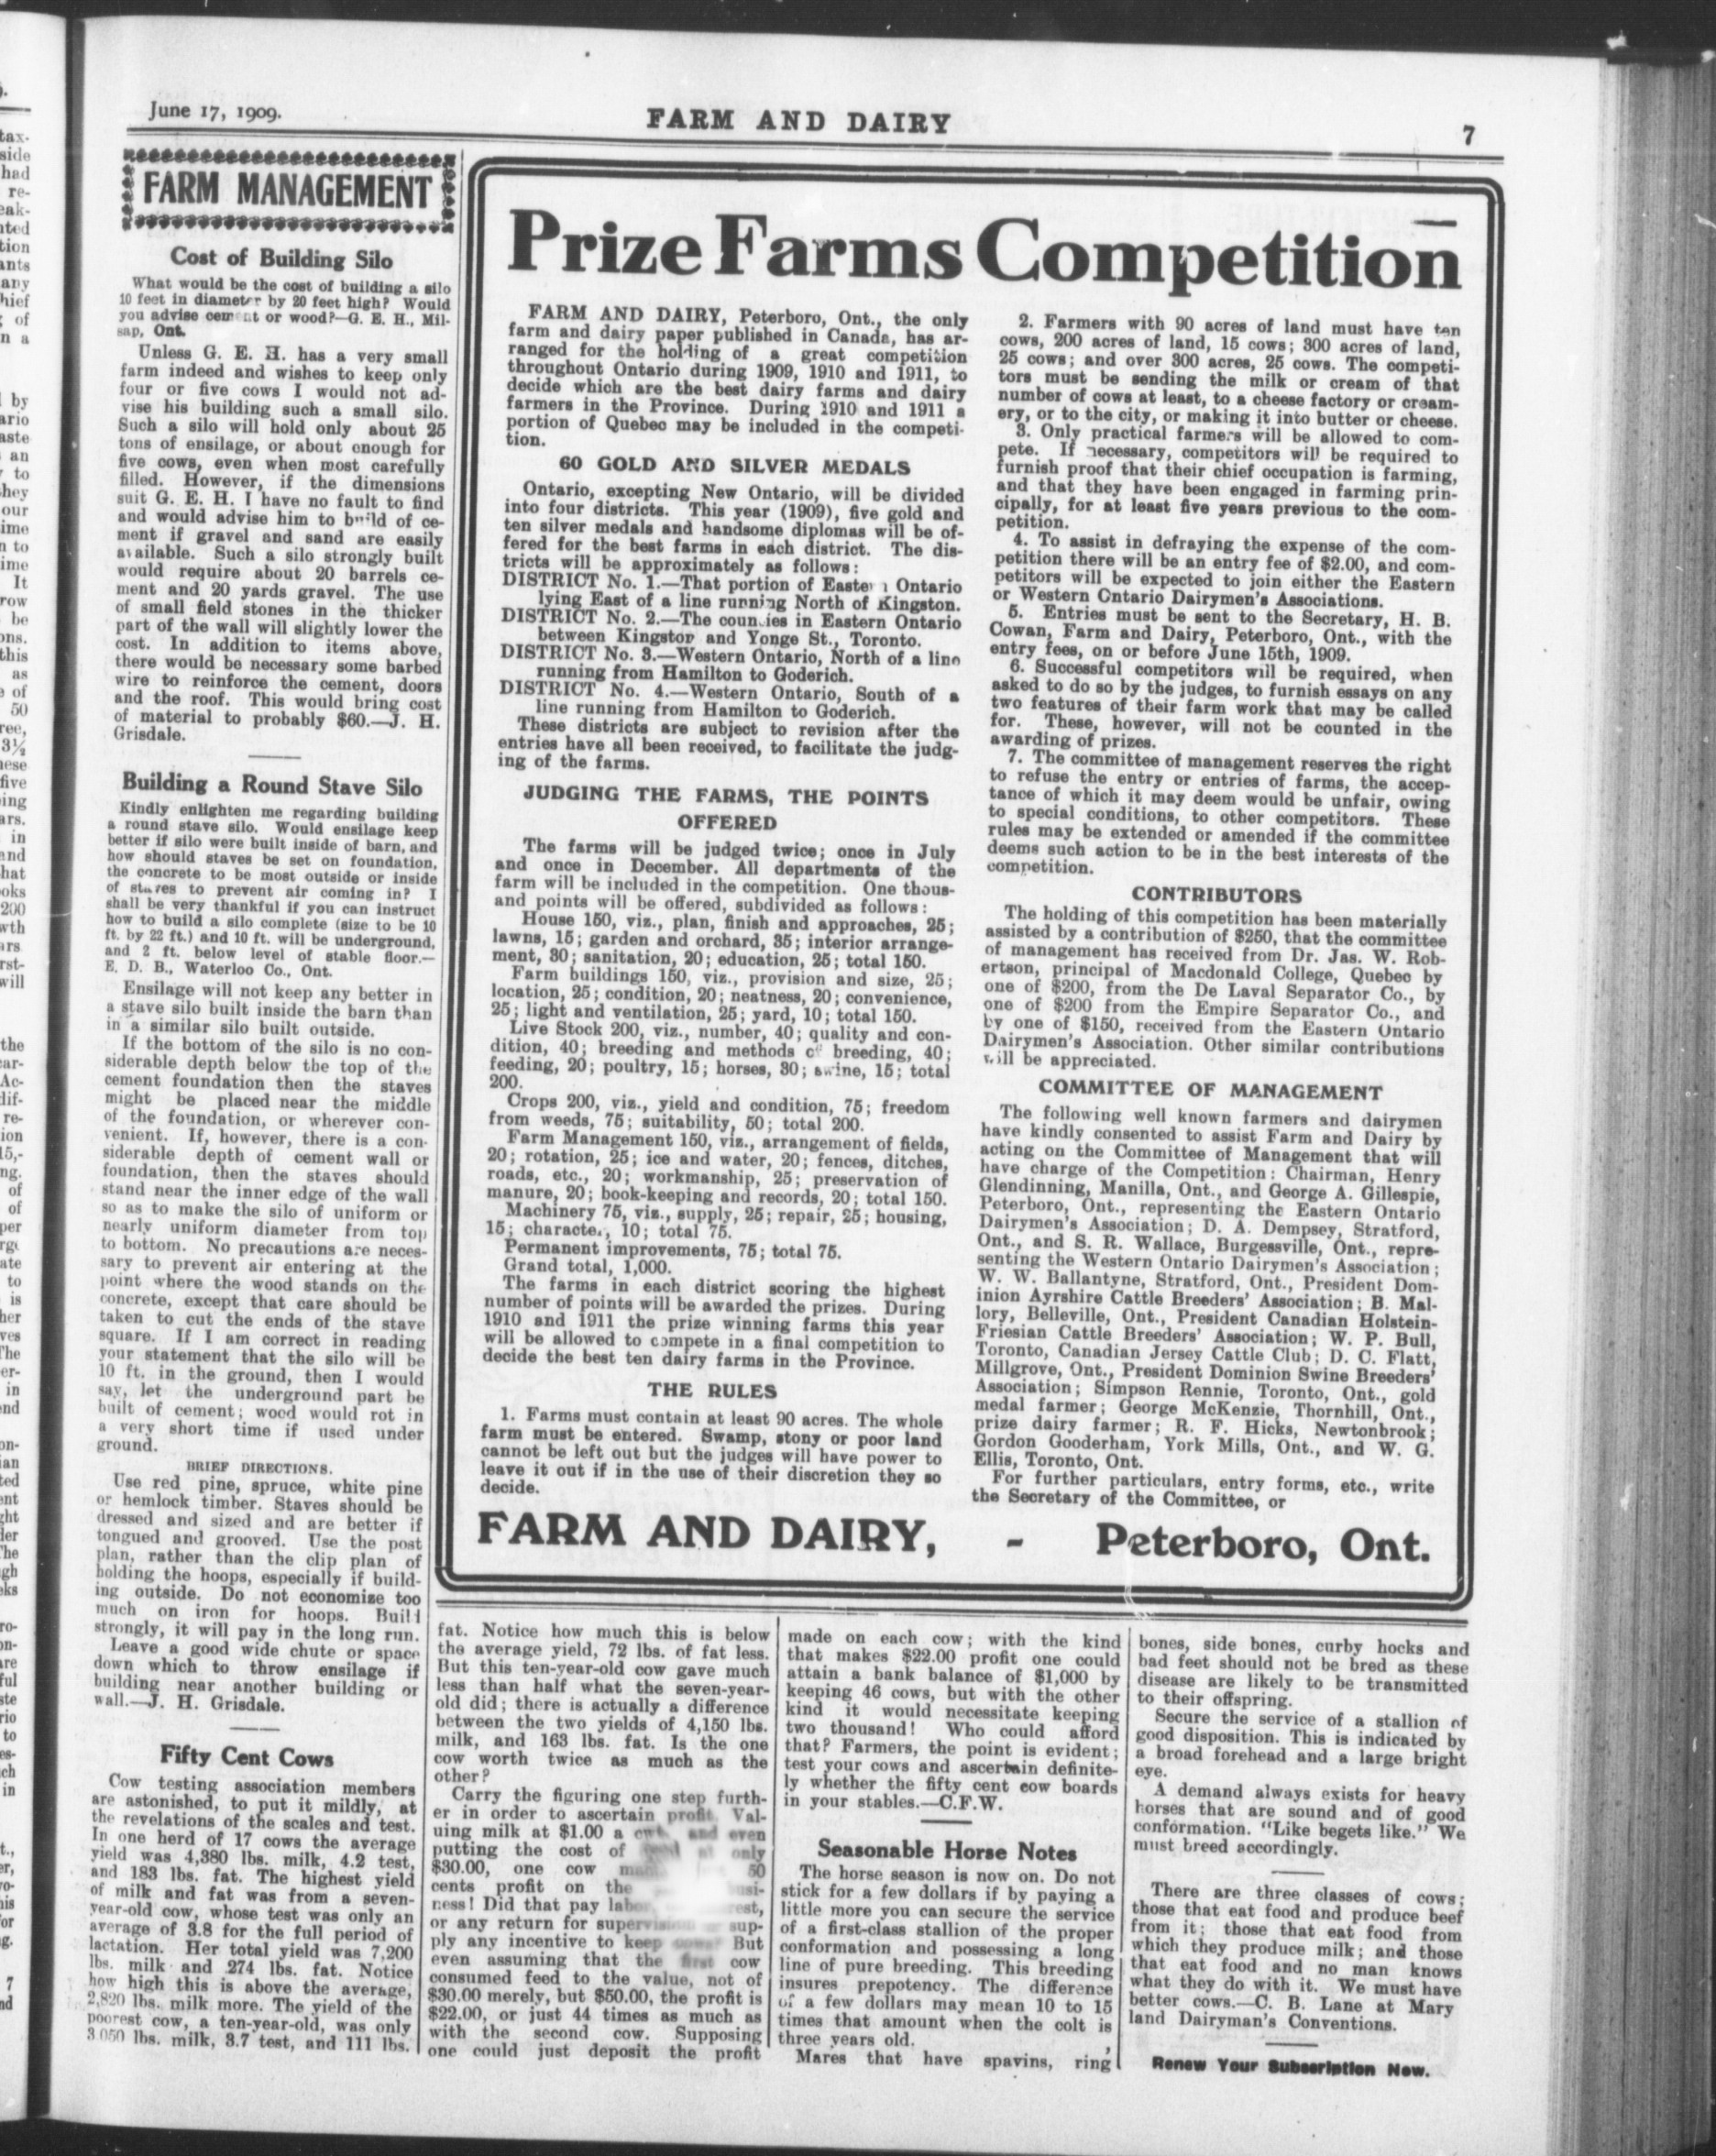 June 17, 1909.
FARM AND DAIRY
7
FARM MANAGEMENT
Cost of Building Silo
What would be the cost of building a silo
10 feet in diameter by 20 feet high? Would
you advise cement or wood?—G. E. H., Mil-
sap, Ont.
Unless G. E. H. has a very small
farm indeed and wishes to keep only
four or five cows I would not ad-
vise his building such a small silo.
Such a silo will hold only about 25
tons of ensilage, or about enough for
five cows, even when most carefully
filled. However, if the dimensions
suit G. E. H. I have no fault to find
and would advise him to build of ce-
ment if gravel and sand are easily
available. Such a silo strongly built
would require about 20 barrels ce-
ment and 20 yards gravel. The use
of small field stones in the thicker
part of the wall will slightly lower the
cost. In addition to items above,
there would be necessary some barbed
wire to reinforce the cement, doors
and the roof. This would bring cost
of material to probably $60.—J. H.
Grisdale.
Building a Round Stave Silo
Kindly enlighten me regarding building
a round stave silo. Would ensilage keep
better if silo were built inside of barn, and
how should staves be set on foundation,
the concrete to be most outside or inside
of staves to prevent air coming in? I
shall be very thankful if you can instruct
how to build a silo complete (size to be 10
ft. by 22 ft.) and 10 ft. will be underground,
and 2 ft. below level of stable floor.—
E. D. B., Waterloo Co., Ont.
Ensilage will not keep any better in
a stave silo built inside the barn than
in a similar silo built outside.
If the bottom of the silo is no con-
siderable depth below the top of the
cement foundation then the staves
might be placed near the middle
of the foundation, or wherever con-
venient. If, however, there is a con-
siderable depth of cement wall or
foundation, then the staves should
stand near the inner edge of the wall
so as to make the silo of uniform or
nearly uniform diameter from top
to bottom. No precautions are neces-
sary to prevent air entering at the
point where the wood stands on the
concrete, except that care should be
taken to cut the ends of the stave
square. If I am correct in reading
your statement that the silo will be
10 ft. in the ground, then I would
say, let the underground part be
built of cement; wood would rot in
a very short time if used under
ground.
BRIEF DIRECTIONS.
Use red pine, spruce, white pine
or hemlock timber. Staves should be
dressed and sized and are better if
tongued and grooved. Use the post
plan, rather than the clip plan of
holding the hoops, especially if build-
ing outside. Do not economize too
much on iron for hoops. Build
strongly, it will pay in the long run.
Leave a good wide chute or space
down which to throw ensilage if
building near another building or
wall.—J. H. Grisdale.
Fifty Cent Cows
Cow testing association members
are astonished, to put it mildly, at
the revelations of the scales and test.
In one herd of 17 cows the average
yield was 4,380 lbs. milk, 4.2 test,
and 183 lbs. fat. The highest yield
of milk and fat was from a seven-
year-old cow, whose test was only an
average of 3.8 for the full period of
lactation. Her total yield was 7,200
lbs. milk and 274 lbs. fat. Notice
how high this is above the average,
2,820 lbs. milk more. The yield of the
poorest cow, a ten-year-old, was only
3,050 lbs. milk, 3.7 test, and 111 lbs.
Prize Farms Competition
FARM AND DAIRY, Peterboro, Ont., the only
farm and dairy paper published in Canada, has ar-
ranged for the holding of a great competition
throughout Ontario during 1909, 1910 and 1911, to
decide which are the best dairy farms and dairy
farmers in the Province. During 1910 and 1911 a
portion of Quebec may be included in the competi-
tion.
60 GOLD AND SILVER MEDALS
Ontario, excepting New Ontario, will be divided
into four districts. This year (1909), five gold and
ten silver medals and handsome diplomas will be of-
fered for the best farms in each district. The dis-
tricts will be approximately as follows:
DISTRICT No. 1.—That portion of Eastern Ontario
lying East of a line running North of Kingston.
DISTRICT No. 2.—The counties in Eastern Ontario
between Kingston and Yonge St., Toronto.
DISTRICT No. 3.—Western Ontario, North of a line
running from Hamilton to Goderich.
DISTRICT No. 4.—Western Ontario, South of a
line running from Hamilton to Goderich.
These districts are subject to revision after the
entries have all been received, to facilitate the judg-
ing of the farms.
JUDGING THE FARMS, THE POINTS
OFFERED
The farms will be judged twice; once in July
and once in December. All departments of the
farm will be included in the competition. One thous-
and points will be offered, subdivided as follows:
House 150, viz., plan, finish and approaches, 25;
lawns, 15; garden and orchard, 35; interior arrange-
ment, 30; sanitation, 20; education, 25; total 150.
Farm buildings 150, viz., provision and size, 25;
location, 25; condition, 20; neatness, 20; convenience,
25; light and ventilation, 25; yard, 10; total 150.
Live Stock 200, viz., number, 40; quality and con-
dition, 40; breeding and methods of breeding, 40;
feeding, 20; poultry, 15; horses, 30; swine, 15; total
200.
Crops 200, viz., yield and condition, 75; freedom
from weeds, 75; suitability, 50; total 200.
Farm Management 150, viz., arrangement of fields,
20; rotation, 25; ice and water, 20; fences, ditches,
roads, etc., 20; workmanship, 25; preservation of
manure, 20; book-keeping and records, 20; total 150.
Machinery 75, viz., supply, 25; repair, 25; housing,
15; character, 10; total 75.
Permanent improvements, 75; total 75.
Grand total, 1,000.
The farms in each district scoring the highest
number of points will be awarded the prizes. During
1910 and 1911 the prize winning farms this year
will be allowed to compete in a final competition to
decide the best ten dairy farms in the Province.
THE RULES
1. Farms must contain at least 90 acres. The whole
farm must be entered. Swamp, stony or poor land
cannot be left out but the judges will have power to
leave it out if in the use of their discretion they so
decide.
2. Farmers with 90 acres of land must have ten
cows, 200 acres of land, 15 cows; 300 acres of land,
25 cows; and over 300 acres, 25 cows. The competi-
tors must be sending the milk or cream of that
number of cows at least, to a cheese factory or cream-
ery, or to the city, or making it into butter or cheese.
3. Only practical farmers will be allowed to com-
pete. If necessary, competitors will be required to
furnish proof that their chief occupation is farming,
and that they have been engaged in farming prin-
cipally, for at least five years previous to the com-
petition.
4. To assist in defraying the expense of the com-
petition there will be an entry fee of $2.00, and com-
petitors will be expected to join either the Eastern
or Western Ontario Dairymen's Associations.
5. Entries must be sent to the Secretary, H. B.
Cowan, Farm and Dairy, Peterboro, Ont., with the
entry fees, on or before June 15th, 1909.
6. Successful competitors will be required, when
asked to do so by the judges, to furnish essays on any
two features of their farm work that may be called
for. These, however, will not be counted in the
awarding of prizes.
7. The committee of management reserves the right
to refuse the entry or entries of farms, the accep-
tance of which it may deem would be unfair, owing
to special conditions, to other competitors. These
rules may be extended or amended if the committee
deems such action to be in the best interests of the
competition.
CONTRIBUTORS
The holding of this competition has been materially
assisted by a contribution of $250, that the committee
of management has received from Dr. Jas. W. Rob-
ertson, principal of Macdonald College, Quebec by
one of $200, from the De Laval Separator Co., by
one of $200 from the Empire Separator Co., and
by one of $150, received from the Eastern Ontario
Dairymen's Association. Other similar contributions
will be appreciated.
COMMITTEE OF MANAGEMENT
The following well known farmers and dairymen
have kindly consented to assist Farm and Dairy by
acting on the Committee of Management that will
have charge of the Competition: Chairman, Henry
Glendinning, Manilla, Ont., and George A. Gillespie,
Peterboro, Ont., representing the Eastern Ontario
Dairymen's Association; D. A. Dempsey, Stratford,
Ont., and S. R. Wallace, Burgessville, Ont., repre-
senting the Western Ontario Dairymen's Association;
W. W. Ballantyne, Stratford, Ont., President Dom-
inion Ayrshire Cattle Breeders' Association; B. Mal-
lory, Belleville, Ont., President Canadian Holstein-
Friesian Cattle Breeders' Association; W. P. Bull,
Toronto, Canadian Jersey Cattle Club; D. C. Flatt,
Millgrove, Ont., President Dominion Swine Breeders'
Association; Simpson Rennie, Toronto, Ont., gold
medal farmer; George McKenzie, Thornhill, Ont.,
prize dairy farmer; R. F. Hicks, Newtonbrook;
Gordon Gooderham, York Mills, Ont., and W. G.
Ellis, Toronto, Ont.
For further particulars, entry forms, etc., write
the Secretary of the Committee, or
FARM AND DAIRY, - Peterboro, Ont.
fat. Notice how much this is below
the average yield, 72 lbs. of fat less.
But this ten-year-old cow gave much
less than half what the seven-year-
old did; there is actually a difference
between the two yields of 4,150 lbs.
milk, and 163 lbs. fat. Is the one
cow worth twice as much as the
other?
Carry the figuring one step furth-
er in order to ascertain profit. Val-
uing milk at $1.00 a cwt. and even
putting the cost of feed at only
$30.00, one cow 50
cents profit on the busi-
ness! Did that pay labor,
or any return for supervision or sup-
ply any incentive to keep cows? But
even assuming that the first cow
consumed feed to the value, not of
$30.00 merely, but $50.00, the profit is
$22.00, or just 44 times as much as
with the second cow. Supposing
one could just deposit the profit
made on each cow; with the kind
that makes $22.00 profit one could
attain a bank balance of $1,000 by
keeping 46 cows, but with the other
kind it would necessitate keeping
two thousand! Who could afford
that? Farmers, the point is evident;
test your cows and ascertain definite-
ly whether the fifty cent cow boards
in your stables.—C.F.W.
Seasonable Horse Notes
The horse season is now on. Do not
stick for a few dollars if by paying a
little more you can secure the service
of a first-class stallion of the proper
conformation and possessing a long
line of pure breeding. This breeding
insures prepotency. The difference
of a few dollars may mean 10 to 15
times that amount when the colt is
three years old.
Mares that have spavins, ring
bones, side bones, curby hocks and
bad feet should not be bred as these
disease are likely to be transmitted
to their offspring.
Secure the service of a stallion of
good disposition. This is indicated by
a broad forehead and a large bright
eye.
A demand always exists for heavy
horses that are sound and of good
conformation. "Like begets like." We
must breed accordingly.
There are three classes of cows:
those that eat food and produce beef
from it; those that eat food from
which they produce milk; and those
that eat food and no man knows
what they do with it. We must have
better cows.—C. B. Lane at Mary
land Dairyman's Conventions.
Renew Your Subscription Now.